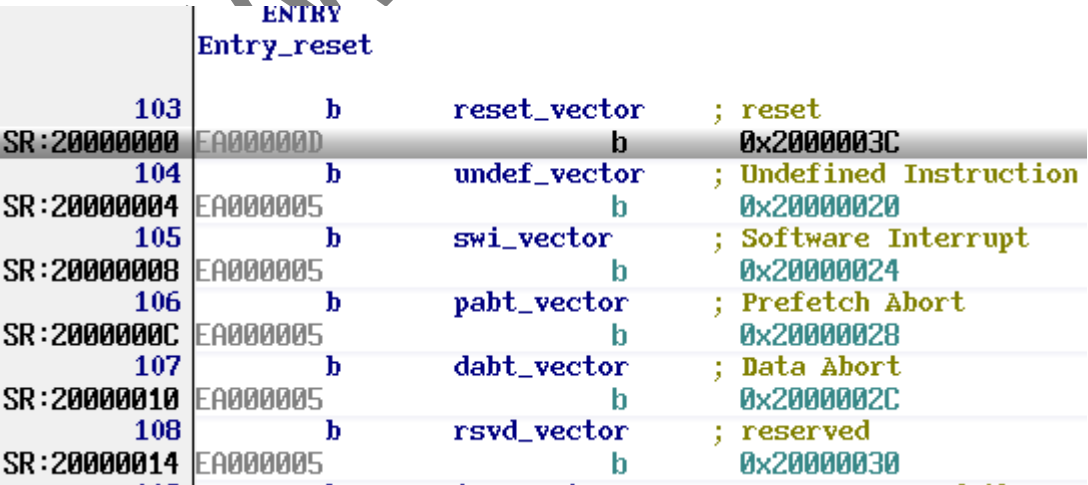 ENTRY
Entry_reset
103 b reset_vector ; reset
SR:20000000 EA00000D b 0x2000003C
104 b undef_vector ; Undefined Instruction
SR:20000004 EA000005 b 0x20000020
105 b swi_vector ; Software Interrupt
SR:20000008 EA000005 b 0x20000024
106 b pabt_vector ; Prefetch Abort
SR:2000000C EA000005 b 0x20000028
107 b dabt_vector ; Data Abort
SR:20000010 EA000005 b 0x2000002C
108 b rsvd_vector ; reserved
SR:20000014 EA000005 b 0x20000030